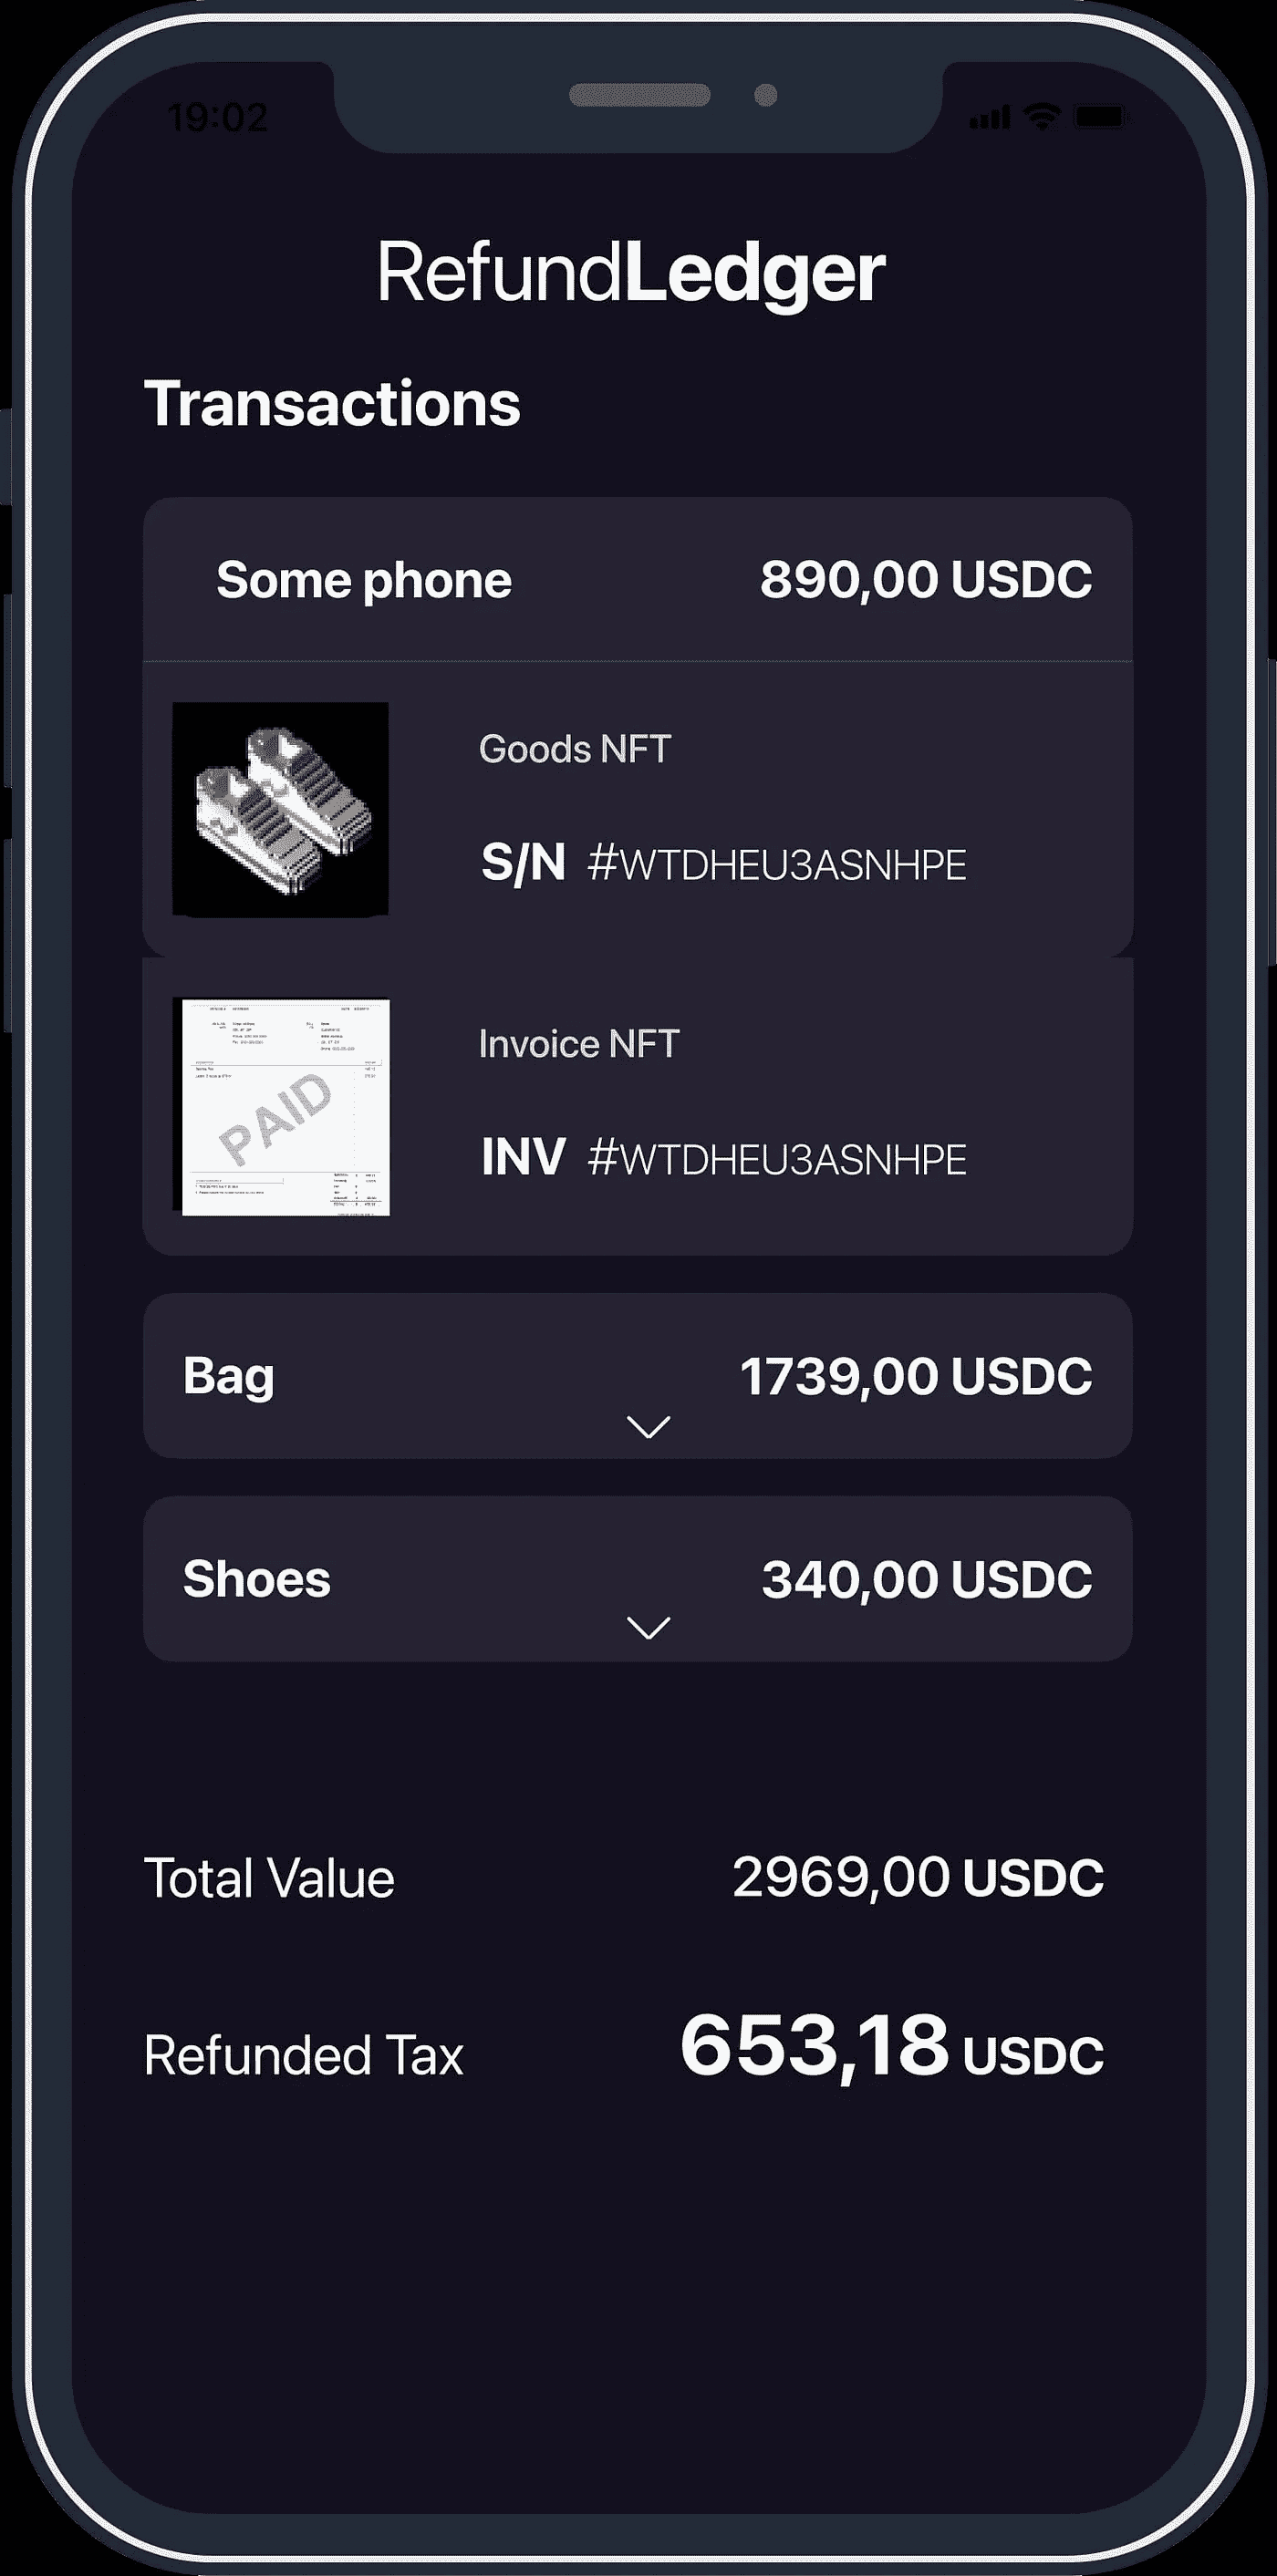 19:02
RefundLedger
Transactions
Some phone 890,00 USDC
Goods NFT
S/N #WTDHEU3ASNHPE
PAID
Invoice NFT
INV #WTDHEU3ASNHPE
Bag 1739,00 USDC
Shoes 340,00 USDC
Total Value 2969,00 USDC
Refunded Tax 653,18 USDC